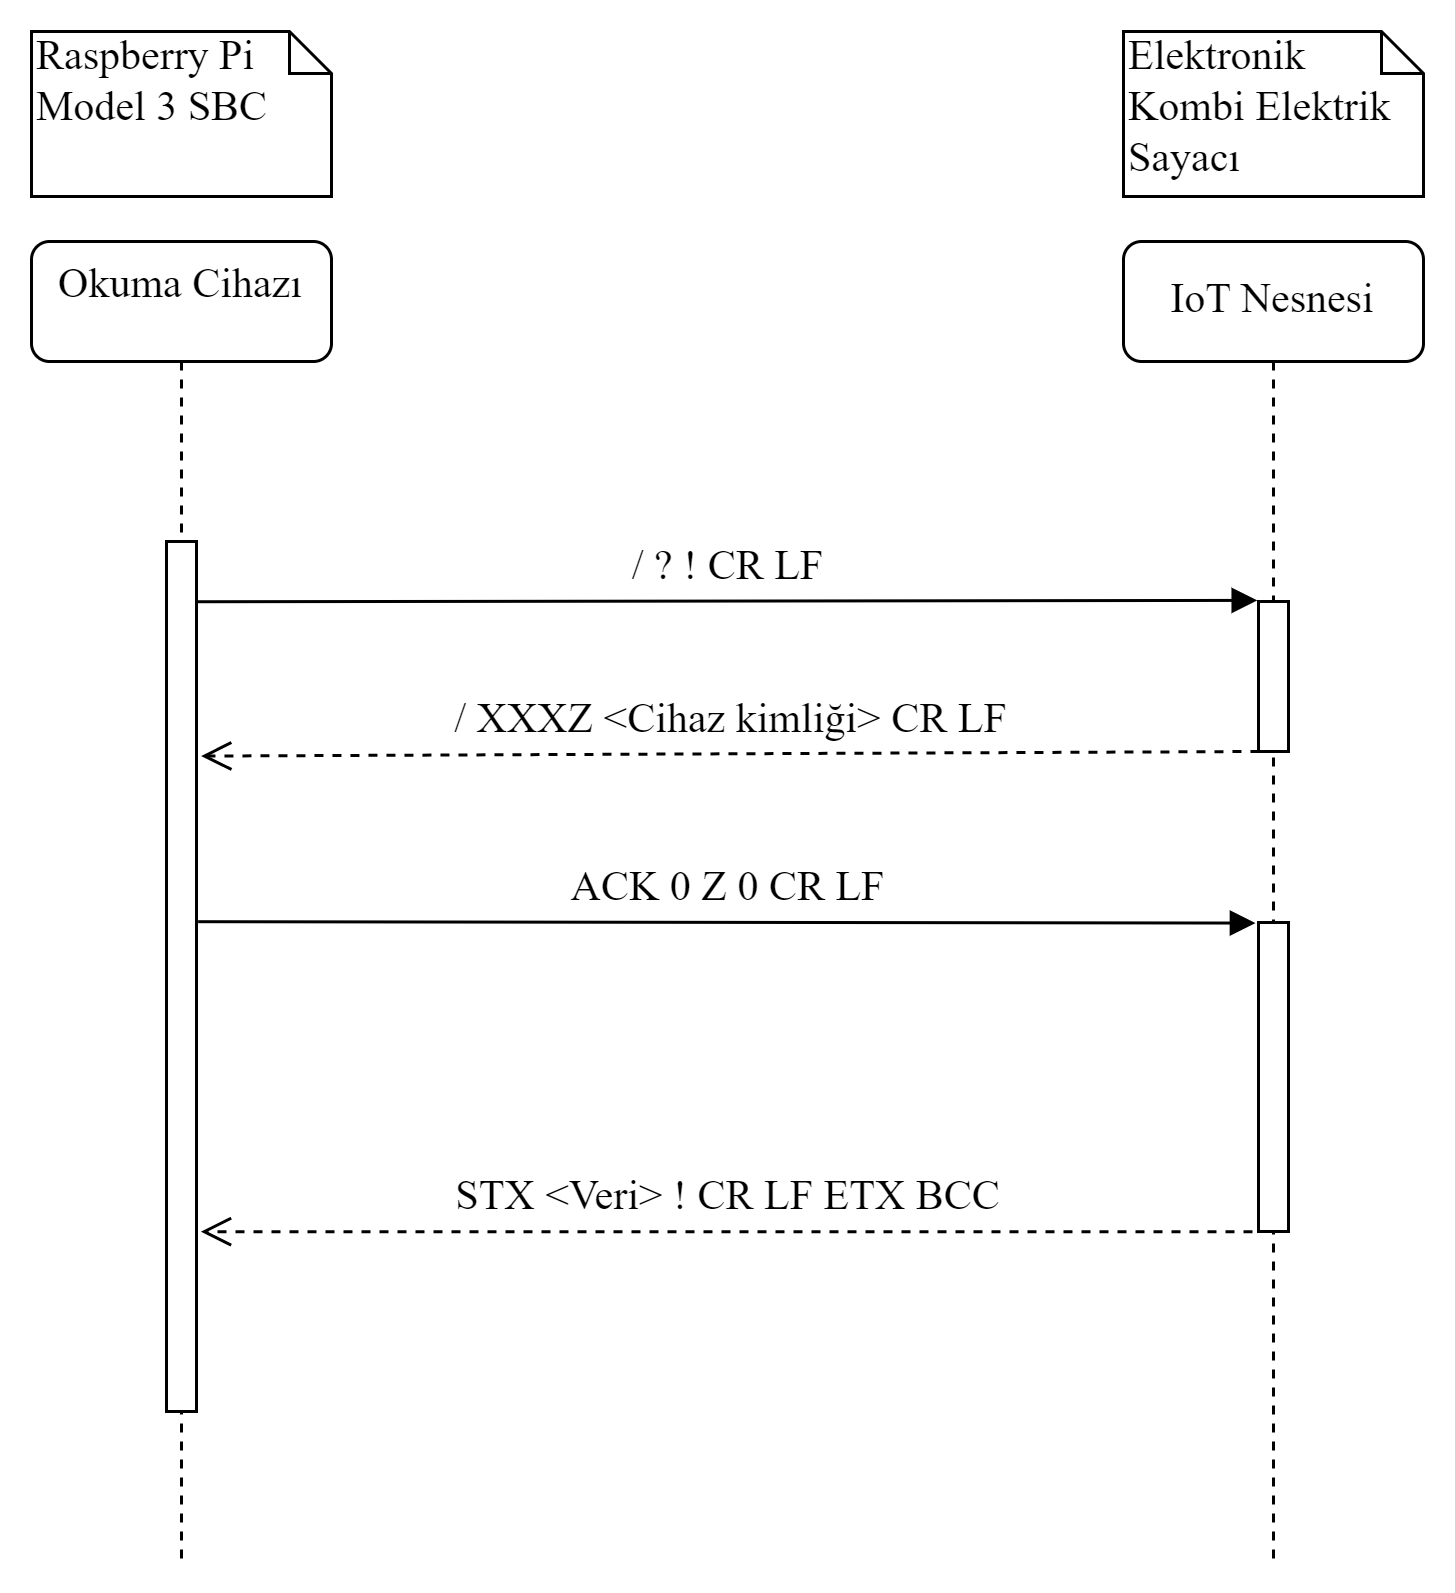 Raspberry Pi
Model 3 SBC
Elektronik
Kombi Elektrik
Sayacı
Okuma Cihazı
IoT Nesnesi
/ ? ! CR LF
/ XXXZ <Cihaz kimliği> CR LF
ACK 0 Z 0 CR LF
STX <Veri> ! CR LF ETX BCC